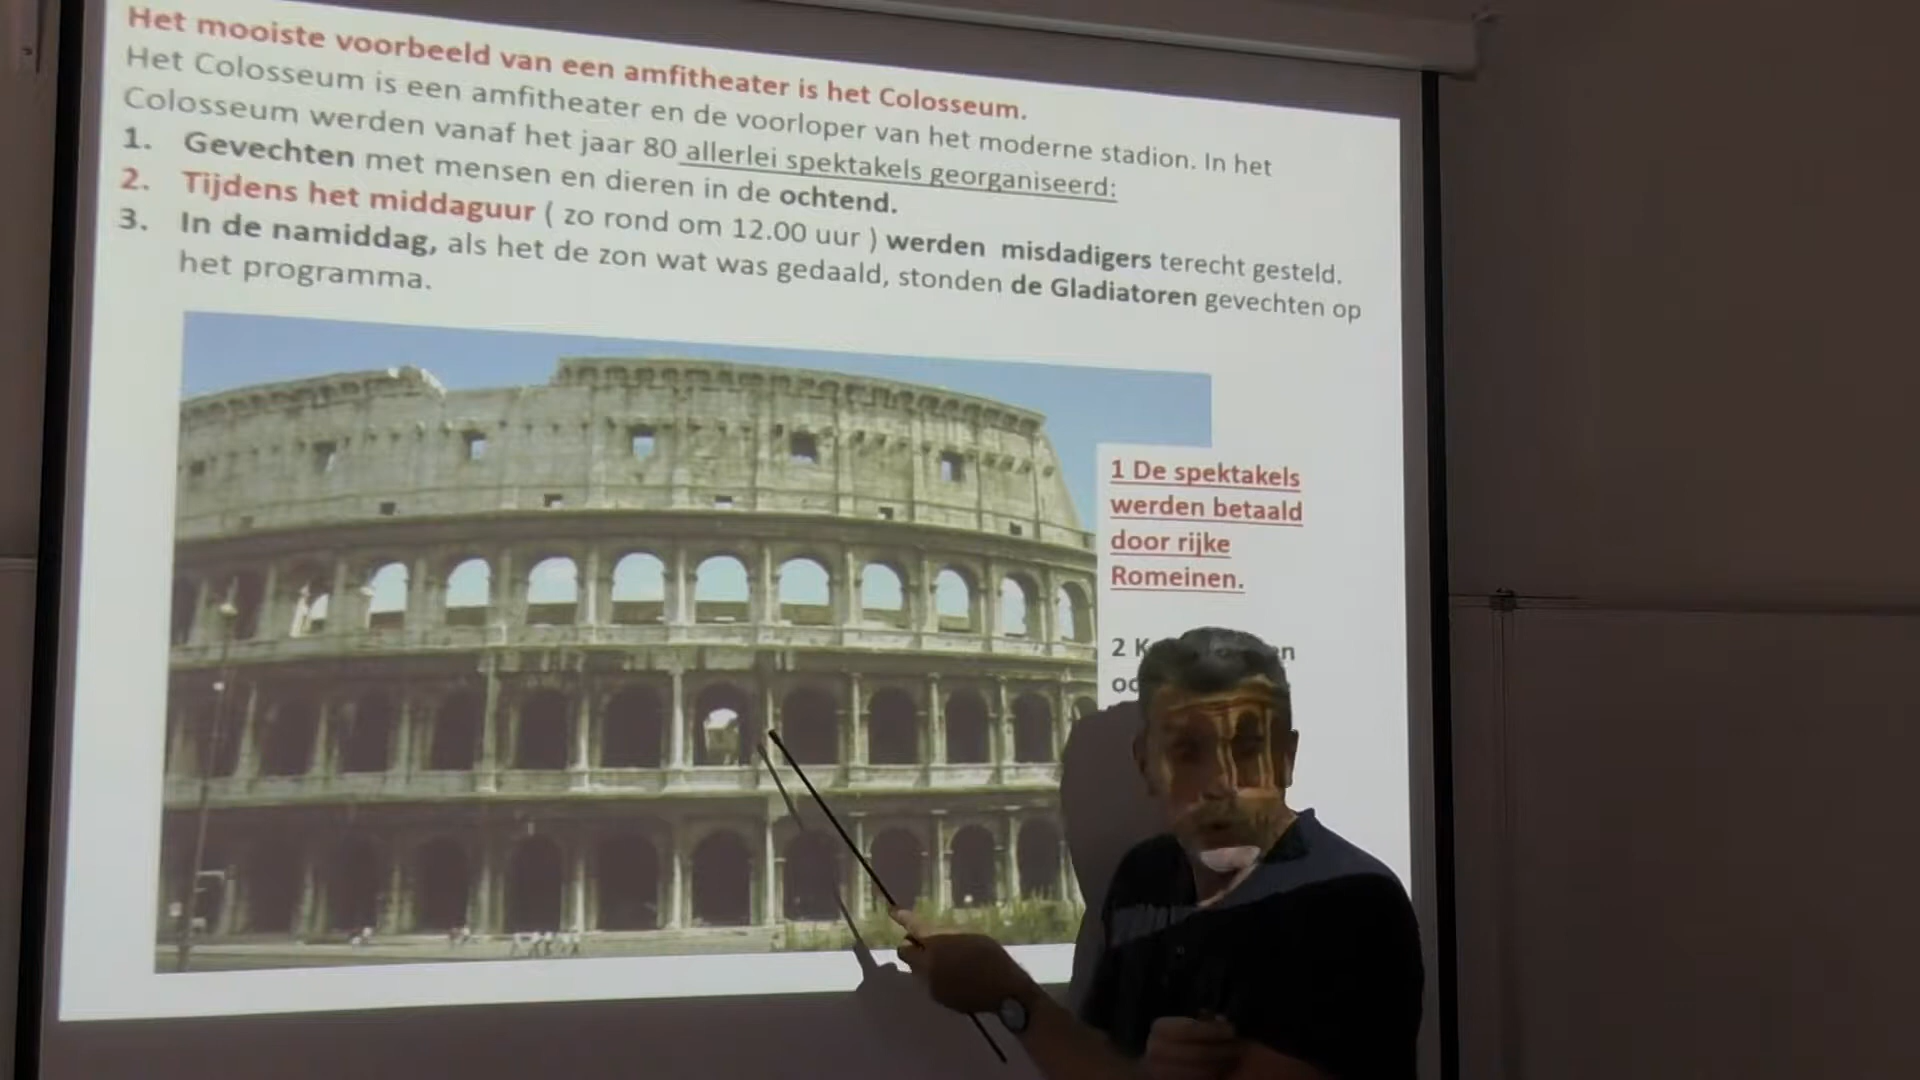 Het mooiste voorbeeld van een amfitheater is het Colosseum.
Het Colosseum is een amfitheater en de voorloper van het moderne stadion. In het
Colosseum werden vanaf het jaar 80 allerlei spektakels georganiseerd:
1. Gevechten met mensen en dieren in de ochtend.
2. Tijdens het middaguur ( zo rond om 12.00 uur ) werden misdadigers terecht gesteld.
3. In de namiddag, als het de zon wat was gedaald, stonden de Gladiatoren gevechten op
het programma.
1 De spektakels
werden betaald
door rijke
Romeinen.
2